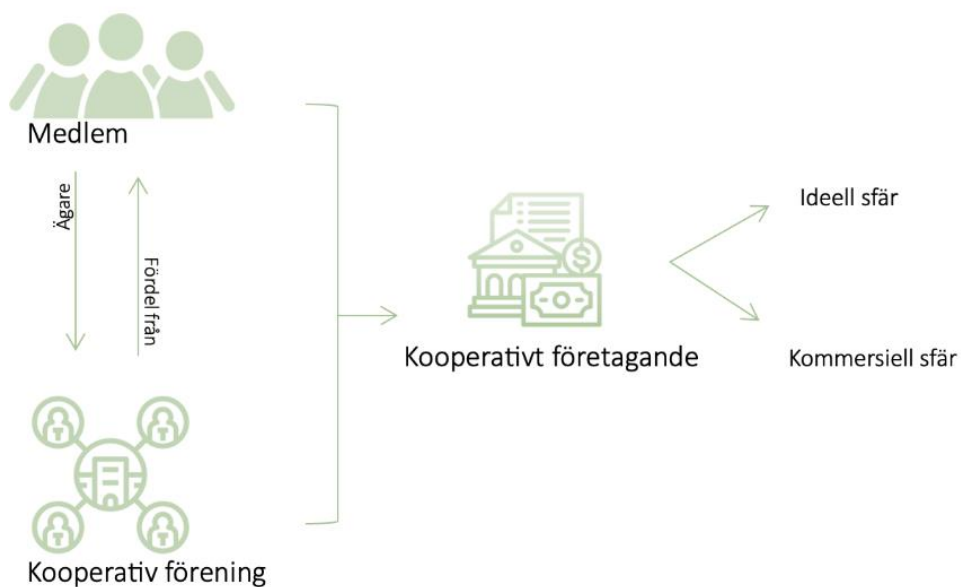 Medlem
Ägare
Fördel från
Kooperativ förening
Kooperativt företagande
$
Ideell sfär
Kommersiell sfär